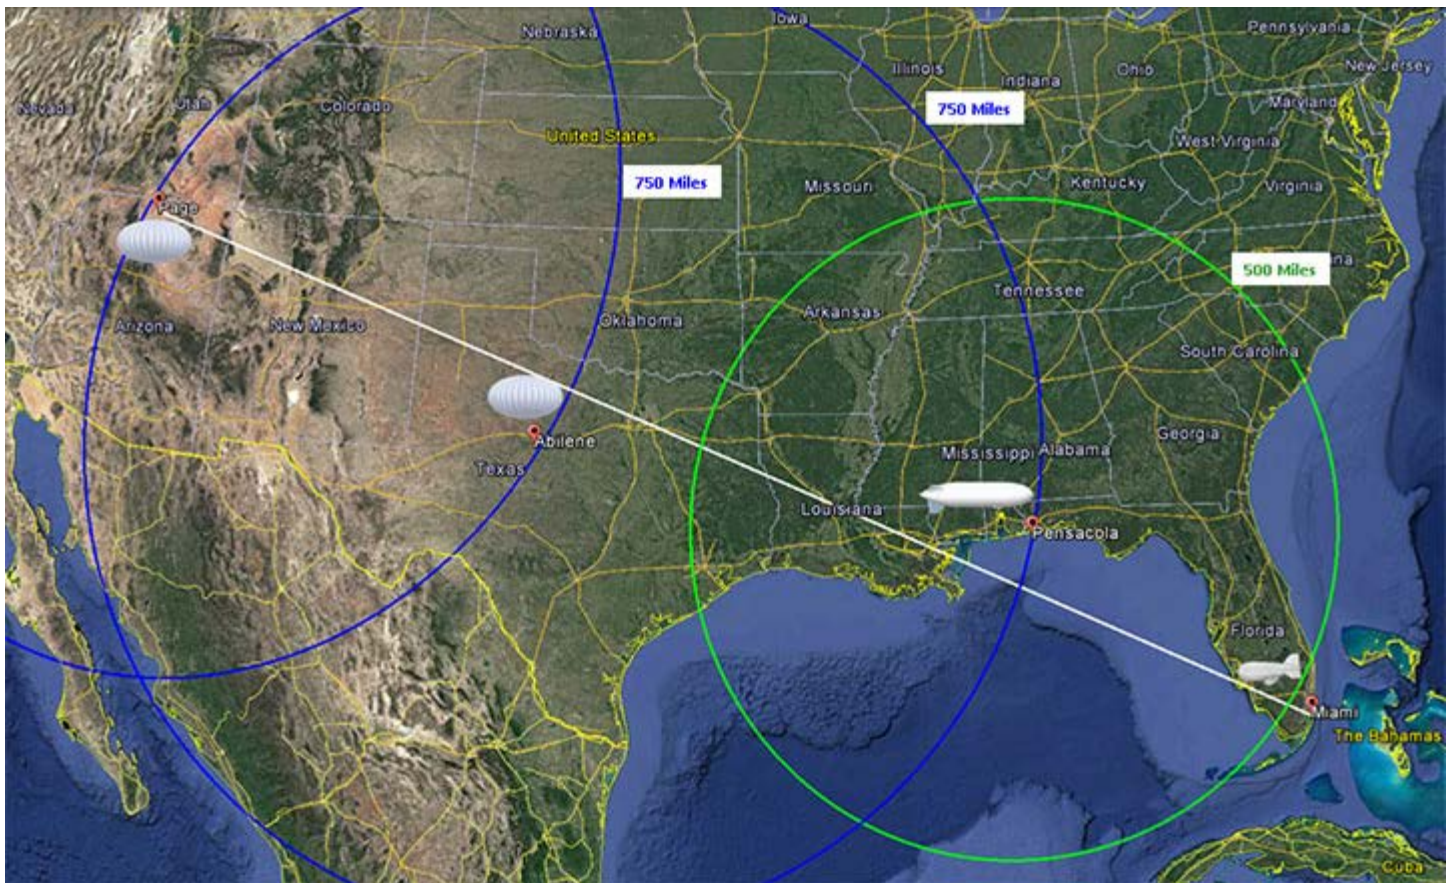 Iowa
Nebraska
Pennsylvania
Illinois
Indiana
Ohio
New Jersey
Nevada
Utah
Colorado
750 Miles
Maryland
United States
West Virginia
750 Miles
Missouri
Kentucky
Virginia
Page
500 Miles
ina
Tennessee
Arkansas
Arizona
New Mexico
Oklahoma
South Carolina
Abilene
Georgia
Texas
Mississippi
Alabama
Louisiana
Pensacola
Florida
Miami
The Bahamas
Cuba